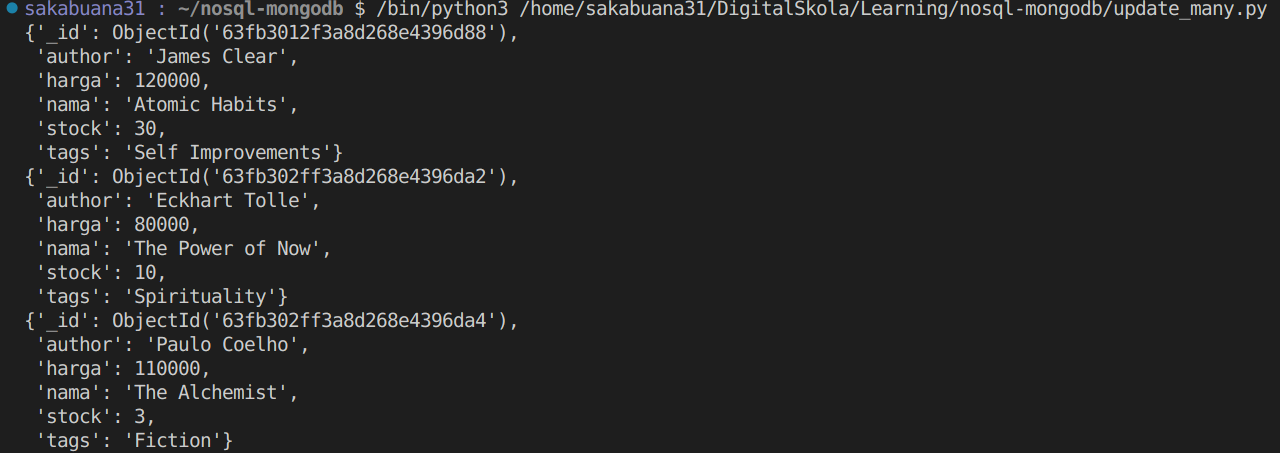 sakabuana31 : ~/nosql-mongodb $ /bin/python3 /home/sakabuana31/DigitalSkola/Learning/nosql-mongodb/update_many.py
{'_id': ObjectId('63fb3012f3a8d268e4396d88'),
 'author': 'James Clear',
 'harga': 120000,
 'nama': 'Atomic Habits',
 'stock': 30,
 'tags': 'Self Improvements'}
{'_id': ObjectId('63fb302ff3a8d268e4396da2'),
 'author': 'Eckhart Tolle',
 'harga': 80000,
 'nama': 'The Power of Now',
 'stock': 10,
 'tags': 'Spirituality'}
{'_id': ObjectId('63fb302ff3a8d268e4396da4'),
 'author': 'Paulo Coelho',
 'harga': 110000,
 'nama': 'The Alchemist',
 'stock': 3,
 'tags': 'Fiction'}